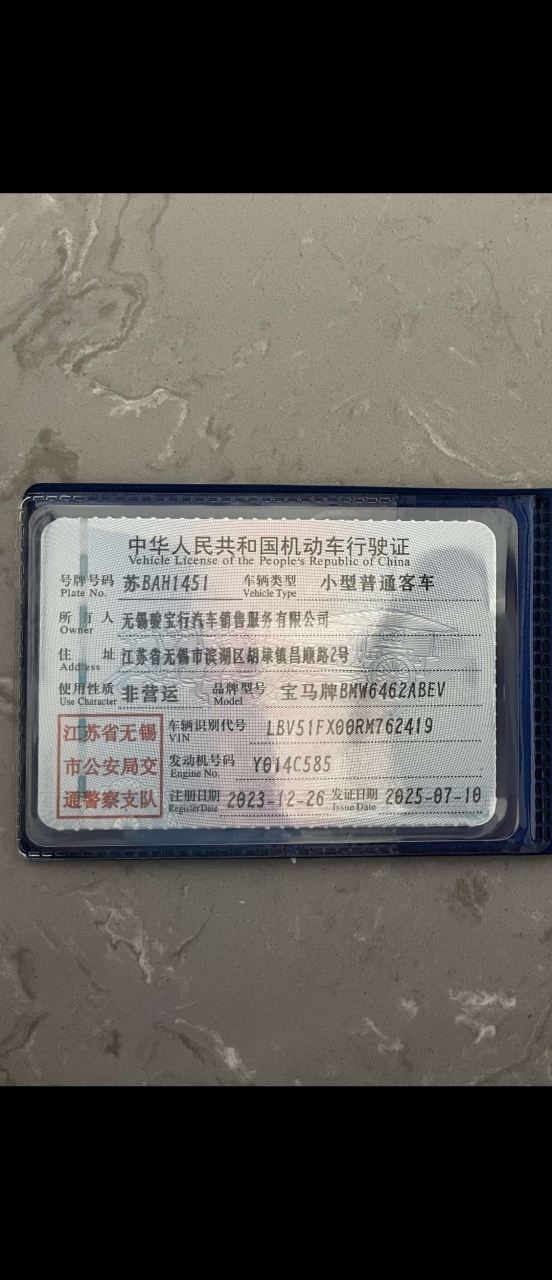 中华人民共和国机动车行驶证
Vehicle License of the People's Republic of China
号牌号码 苏BAH1451 车辆类型 小型普通客车
Plate No. Vehicle Type
所有人 无锡骏宝行汽车销售服务有限公司
Owner
住址 江苏省无锡市滨湖区胡埭镇昌顺路2号
Address
使用性质 非营运 品牌型号 宝马牌BMW6462ABEV
Use Character Model
江苏省无锡
市公安局交
通警察支队
车辆识别代号 LBV51FX00RM762419
VIN
发动机号码 Y014C585
Engine No.
注册日期 2023-12-26 发证日期 2025-07-10
Register Date Issue Date